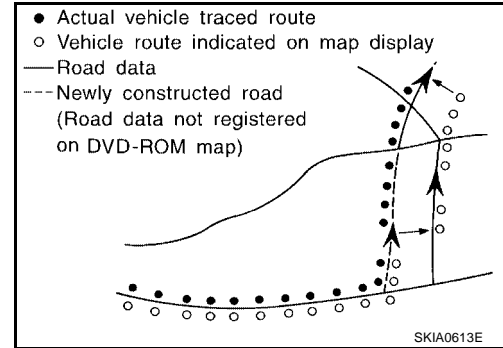 ● Actual vehicle traced route
○ Vehicle route indicated on map display
Road data
Newly constructed road
(Road data not registered
on DVD-ROM map)
SKIA0613E